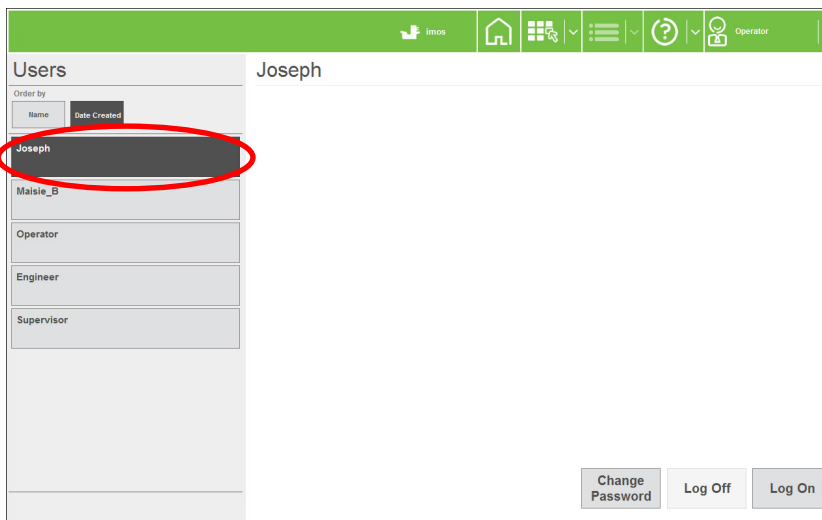 imos
?
Operator
Users
Joseph
Order by
Name
Date Created
Joseph
Maisie_B
Operator
Engineer
Supervisor
Change
Password
Log Off
Log On